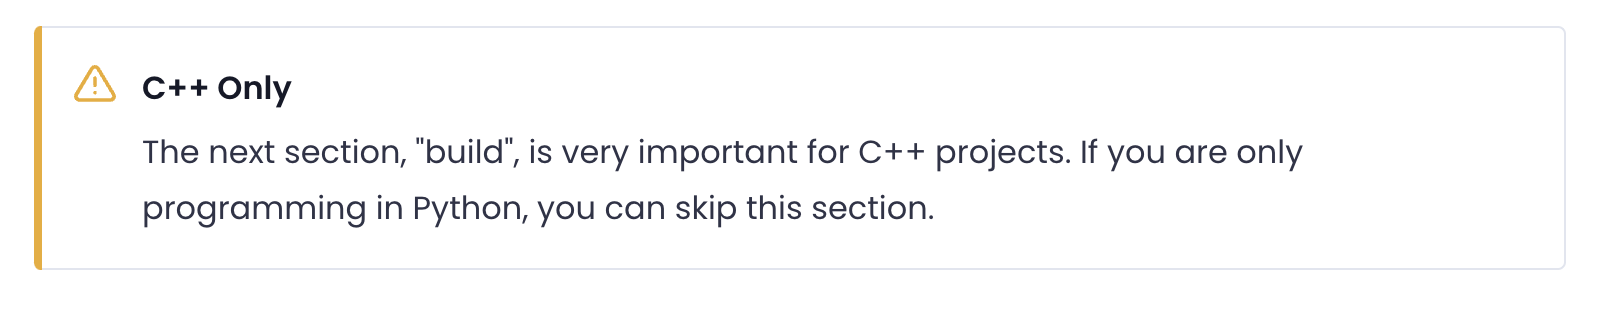 C++ Only
The next section, "build", is very important for C++ projects. If you are only
programming in Python, you can skip this section.